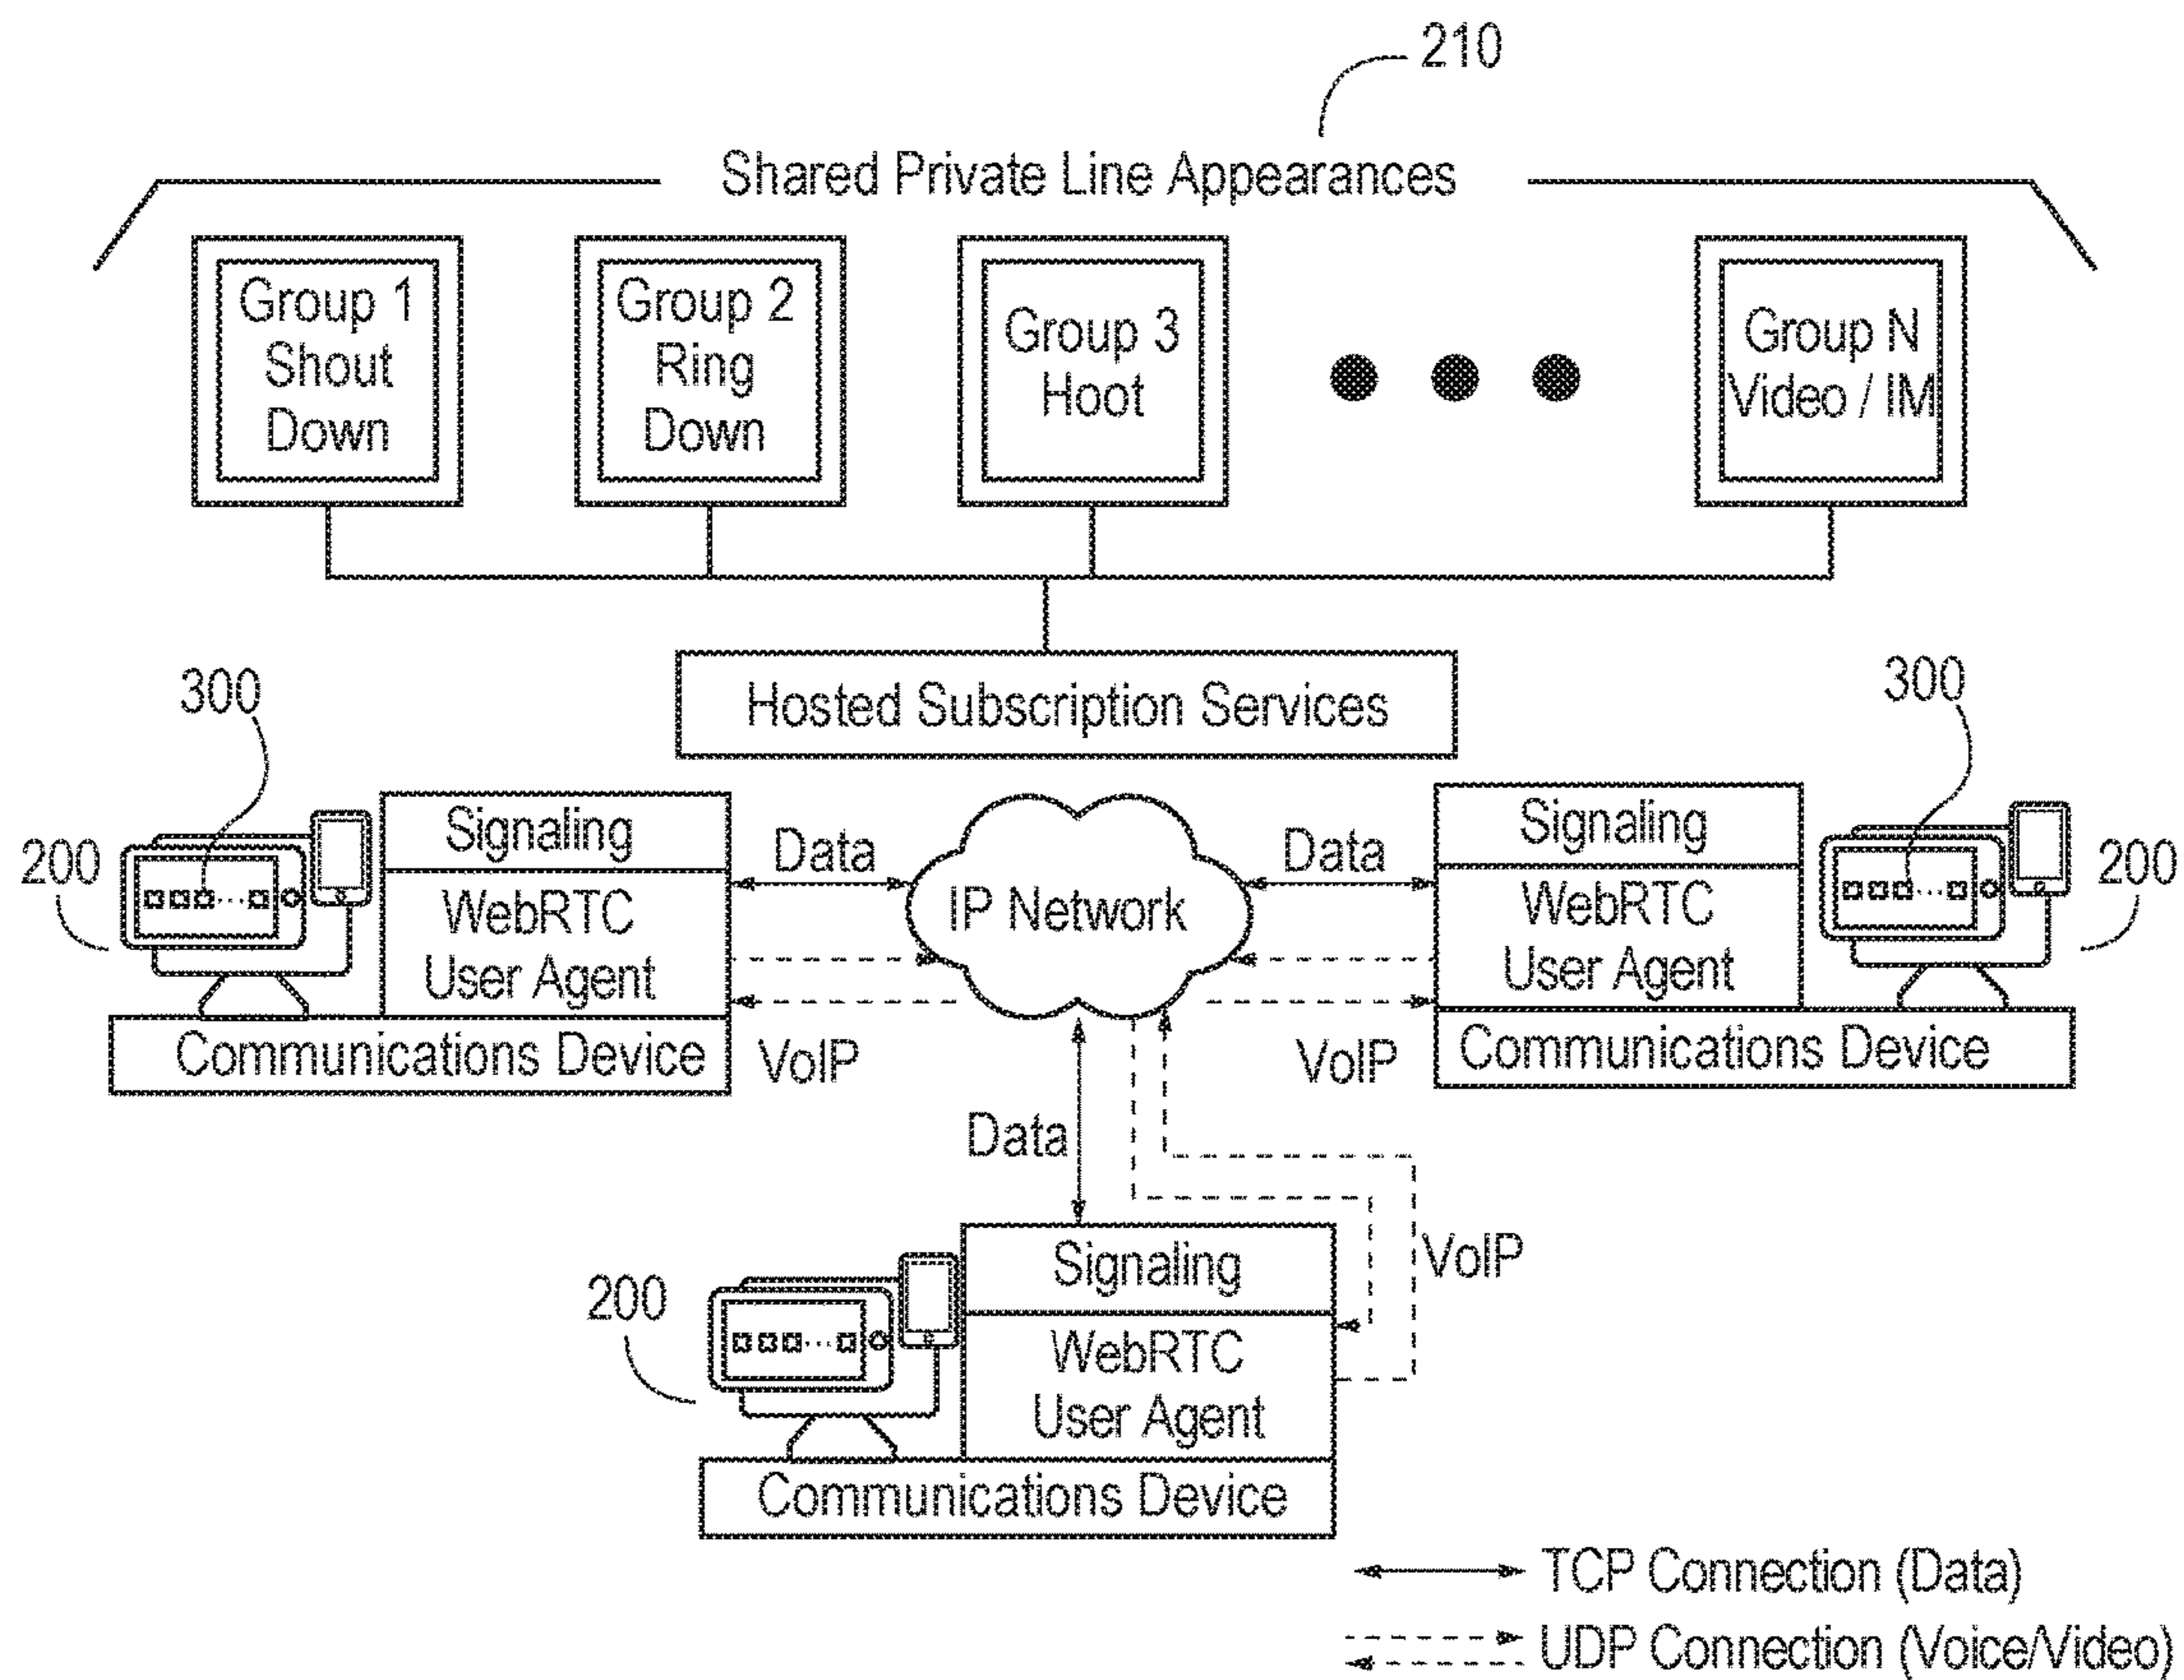 210
Shared Private Line Appearances
Group 1
Shout
Down
Group 2
Ring
Down
Group 3
Hoot
Group N
Video / IM
Hosted Subscription Services
300
300
200
Signaling
WebRTC
User Agent
Communications Device
Data
VoIP
IP Network
Data
VoIP
Signaling
WebRTC
User Agent
Communications Device
200
Data
VoIP
200
Signaling
WebRTC
User Agent
Communications Device
TCP Connection (Data)
UDP Connection (Voice/Video)